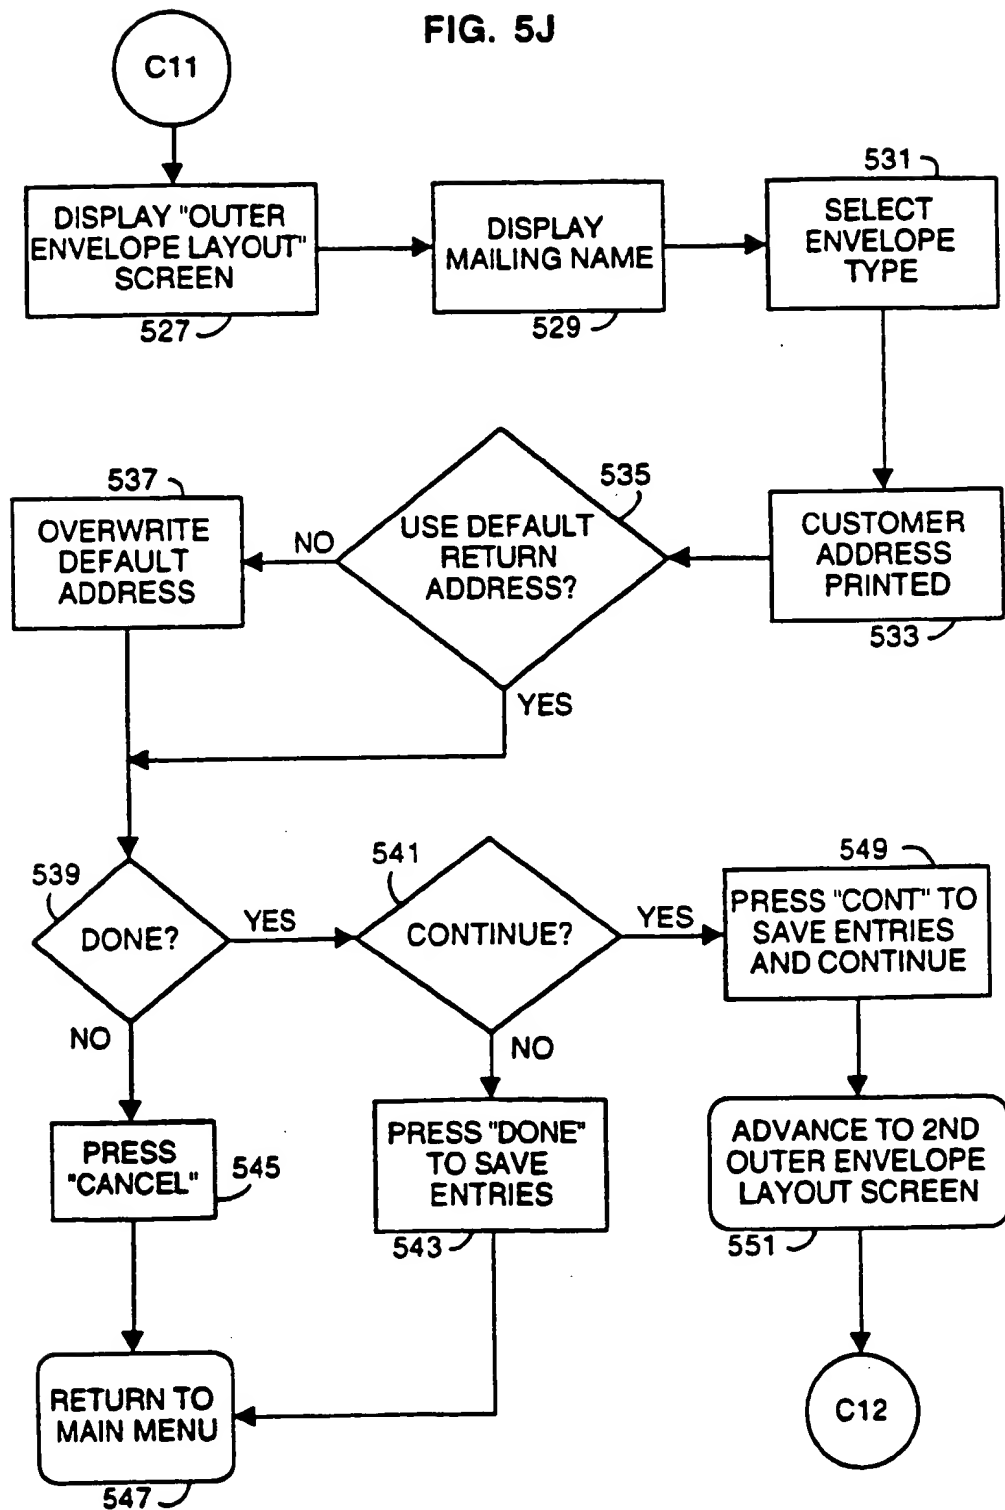 FIG. 5J
C11
DISPLAY "OUTER
ENVELOPE LAYOUT"
SCREEN
527
DISPLAY
MAILING NAME
529
531
SELECT
ENVELOPE
TYPE
CUSTOMER
ADDRESS
PRINTED
533
535
USE DEFAULT
RETURN
ADDRESS?
NO
YES
537
OVERWRITE
DEFAULT
ADDRESS
539
DONE?
YES
NO
541
CONTINUE?
YES
NO
549
PRESS "CONT" TO
SAVE ENTRIES
AND CONTINUE
PRESS
"CANCEL"
545
PRESS "DONE"
TO SAVE
ENTRIES
543
ADVANCE TO 2ND
OUTER ENVELOPE
LAYOUT SCREEN
551
RETURN TO
MAIN MENU
547
C12